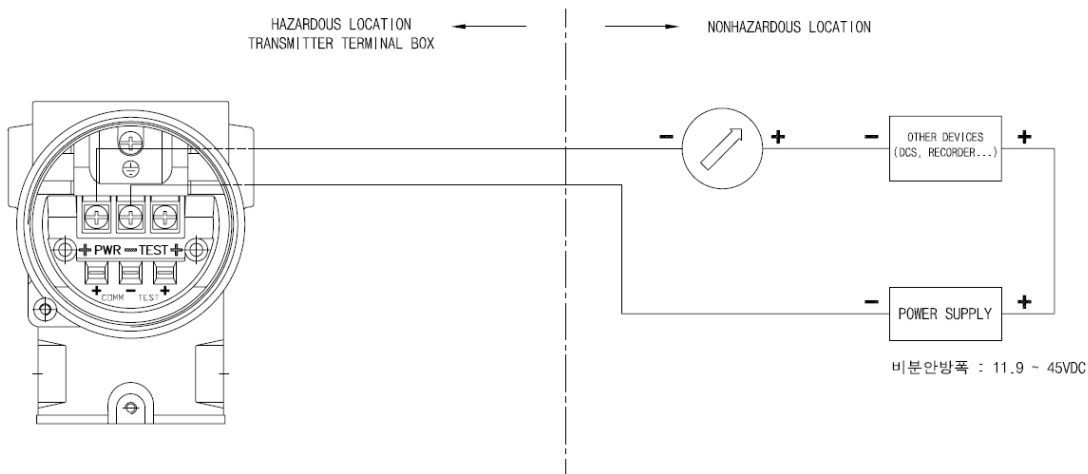 HAZARDOUS LOCATION
TRANSMITTER TERMINAL BOX
NONHAZARDOUS LOCATION
- +
- OTHER DEVICES +
(DCS, RECORDER...)
+ PWR - TEST +
+ - +
COMM TEST
- POWER SUPPLY +
비분안방폭 : 11.9 ~ 45VDC